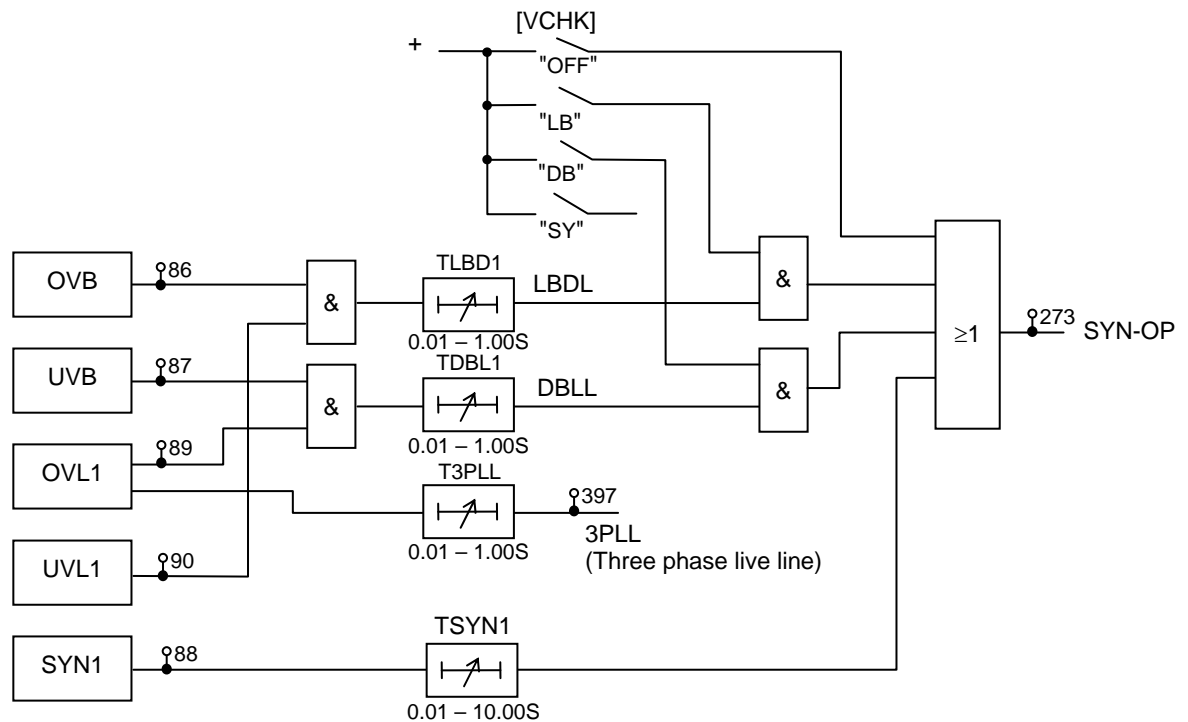 [VCHK]
+
"OFF"
"LB"
"DB"
"SY"
OVB
86
&
TLBD1
LBDL
0.01 – 1.00S
&
UVB
87
&
TDBL1
DBLL
0.01 – 1.00S
&
≥1
273
SYN-OP
OVL1
89
T3PLL
0.01 – 1.00S
397
3PLL
(Three phase live line)
UVL1
90
SYN1
88
TSYN1
0.01 – 10.00S